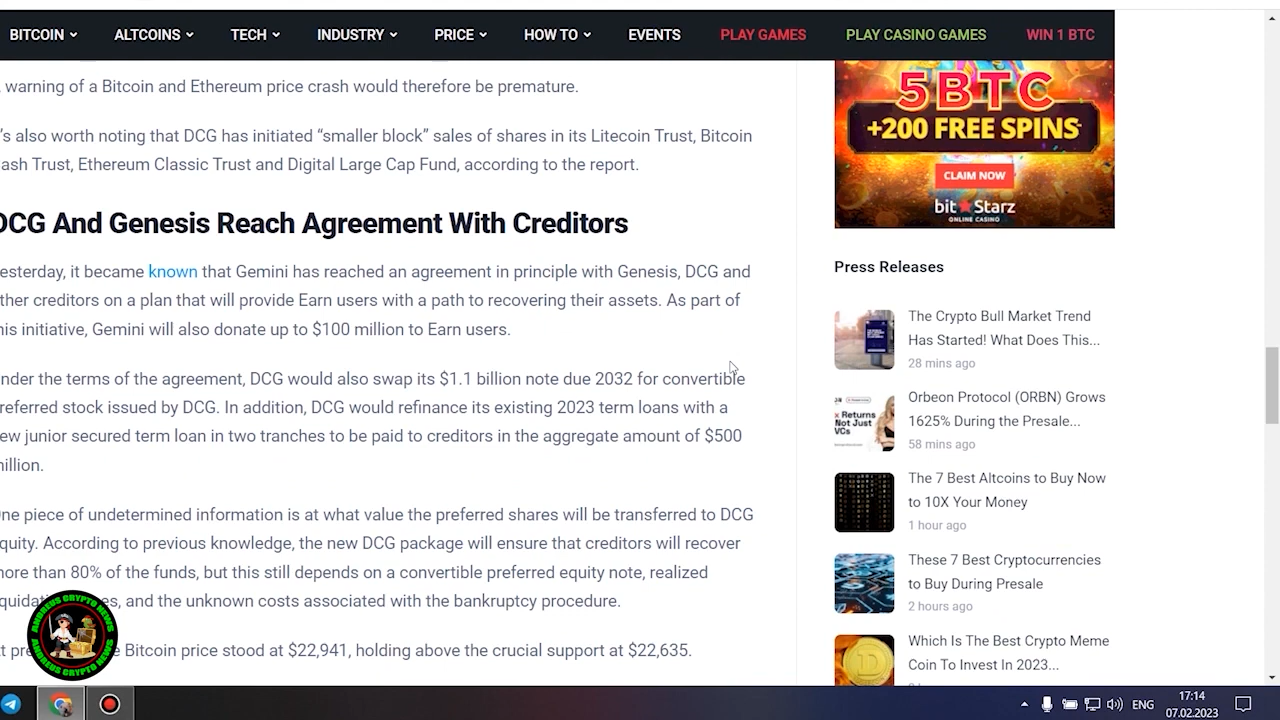 BITCOIN ALTCOINS TECH INDUSTRY PRICE HOW TO EVENTS PLAY GAMES PLAY CASINO GAMES WIN 1 BTC
warning of a Bitcoin and Ethereum price crash would therefore be premature.
's also worth noting that DCG has initiated “smaller block” sales of shares in its Litecoin Trust, Bitcoin
ash Trust, Ethereum Classic Trust and Digital Large Cap Fund, according to the report.
DCG And Genesis Reach Agreement With Creditors
esterday, it became known that Gemini has reached an agreement in principle with Genesis, DCG and
ther creditors on a plan that will provide Earn users with a path to recovering their assets. As part of
his initiative, Gemini will also donate up to $100 million to Earn users.
nder the terms of the agreement, DCG would also swap its $1.1 billion note due 2032 for convertible
referred stock issued by DCG. In addition, DCG would refinance its existing 2023 term loans with a
ew junior secured term loan in two tranches to be paid to creditors in the aggregate amount of $500
illion.
One piece of undetermined information is at what value the preferred shares will be transferred to DCG
quity. According to previous knowledge, the new DCG package will ensure that creditors will recover
more than 80% of the funds, but this still depends on a convertible preferred equity note, realized
quidat es, and the unknown costs associated with the bankruptcy procedure.
t pre e Bitcoin price stood at $22,941, holding above the crucial support at $22,635.
ANDREUS CRYPTO NEWS
ANDREUS CRYPTO NEWS
5BTC
+200 FREE SPINS
CLAIM NOW
bitStarz
ONLINE CASINO
Press Releases
The Crypto Bull Market Trend
Has Started! What Does This...
28 mins ago
Returns
Not Just
VCs
Orbeon Protocol (ORBN) Grows
1625% During the Presale...
58 mins ago
The 7 Best Altcoins to Buy Now
to 10X Your Money
1 hour ago
These 7 Best Cryptocurrencies
to Buy During Presale
2 hours ago
Which Is The Best Crypto Meme
Coin To Invest In 2023...
ENG
17:14
07.02.2023